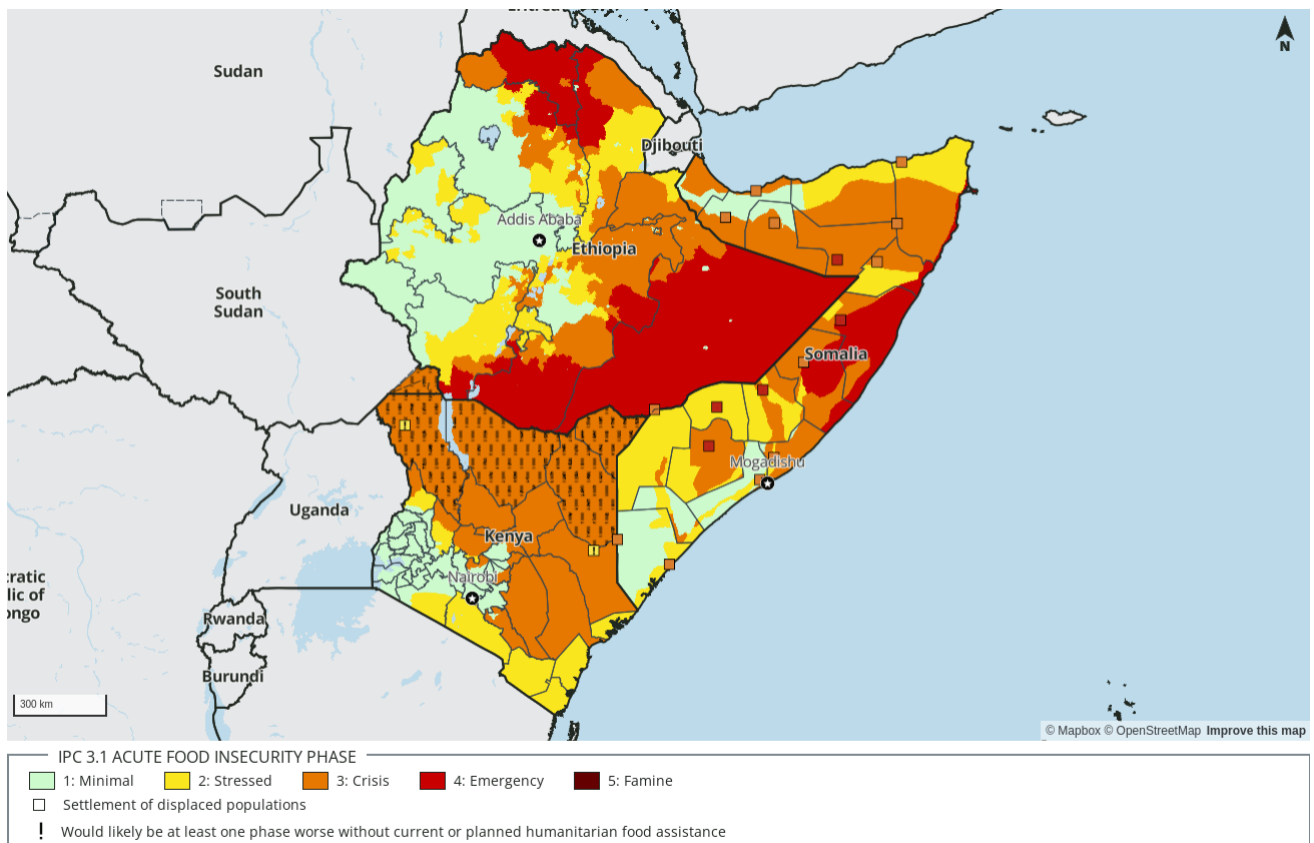 N
Sudan
Djibouti
Addis Ababa
Ethiopia
South
Sudan
Somalia
Mogadishu
Uganda
Kenya
Nairobi
Rwanda
Burundi
300 km
© Mapbox © OpenStreetMap Improve this map
IPC 3.1 ACUTE FOOD INSECURITY PHASE
1: Minimal 2: Stressed 3: Crisis 4: Emergency 5: Famine
Settlement of displaced populations
! Would likely be at least one phase worse without current or planned humanitarian food assistance